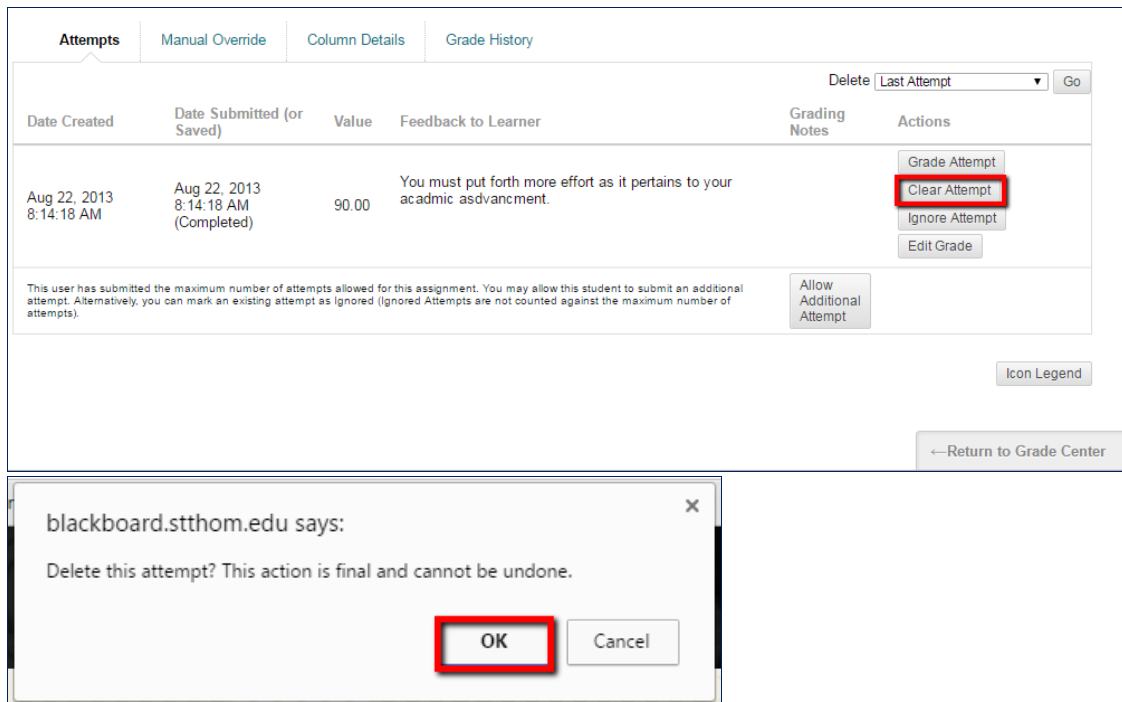 Attempts Manual Override Column Details Grade History
Delete Last Attempt Go
Date Created Date Submitted (or Saved) Value Feedback to Learner Grading Notes Actions
Aug 22, 2013
8:14:18 AM
Aug 22, 2013
8:14:18 AM
(Completed)
90.00
You must put forth more effort as it pertains to your
acadmic asdvancment.
Grade Attempt
Clear Attempt
Ignore Attempt
Edit Grade
This user has submitted the maximum number of attempts allowed for this assignment. You may allow this student to submit an additional
attempt. Alternatively, you can mark an existing attempt as Ignored (Ignored Attempts are not counted against the maximum number of
attempts).
Allow
Additional
Attempt
Icon Legend
←Return to Grade Center
blackboard.stthom.edu says:
Delete this attempt? This action is final and cannot be undone.
OK Cancel